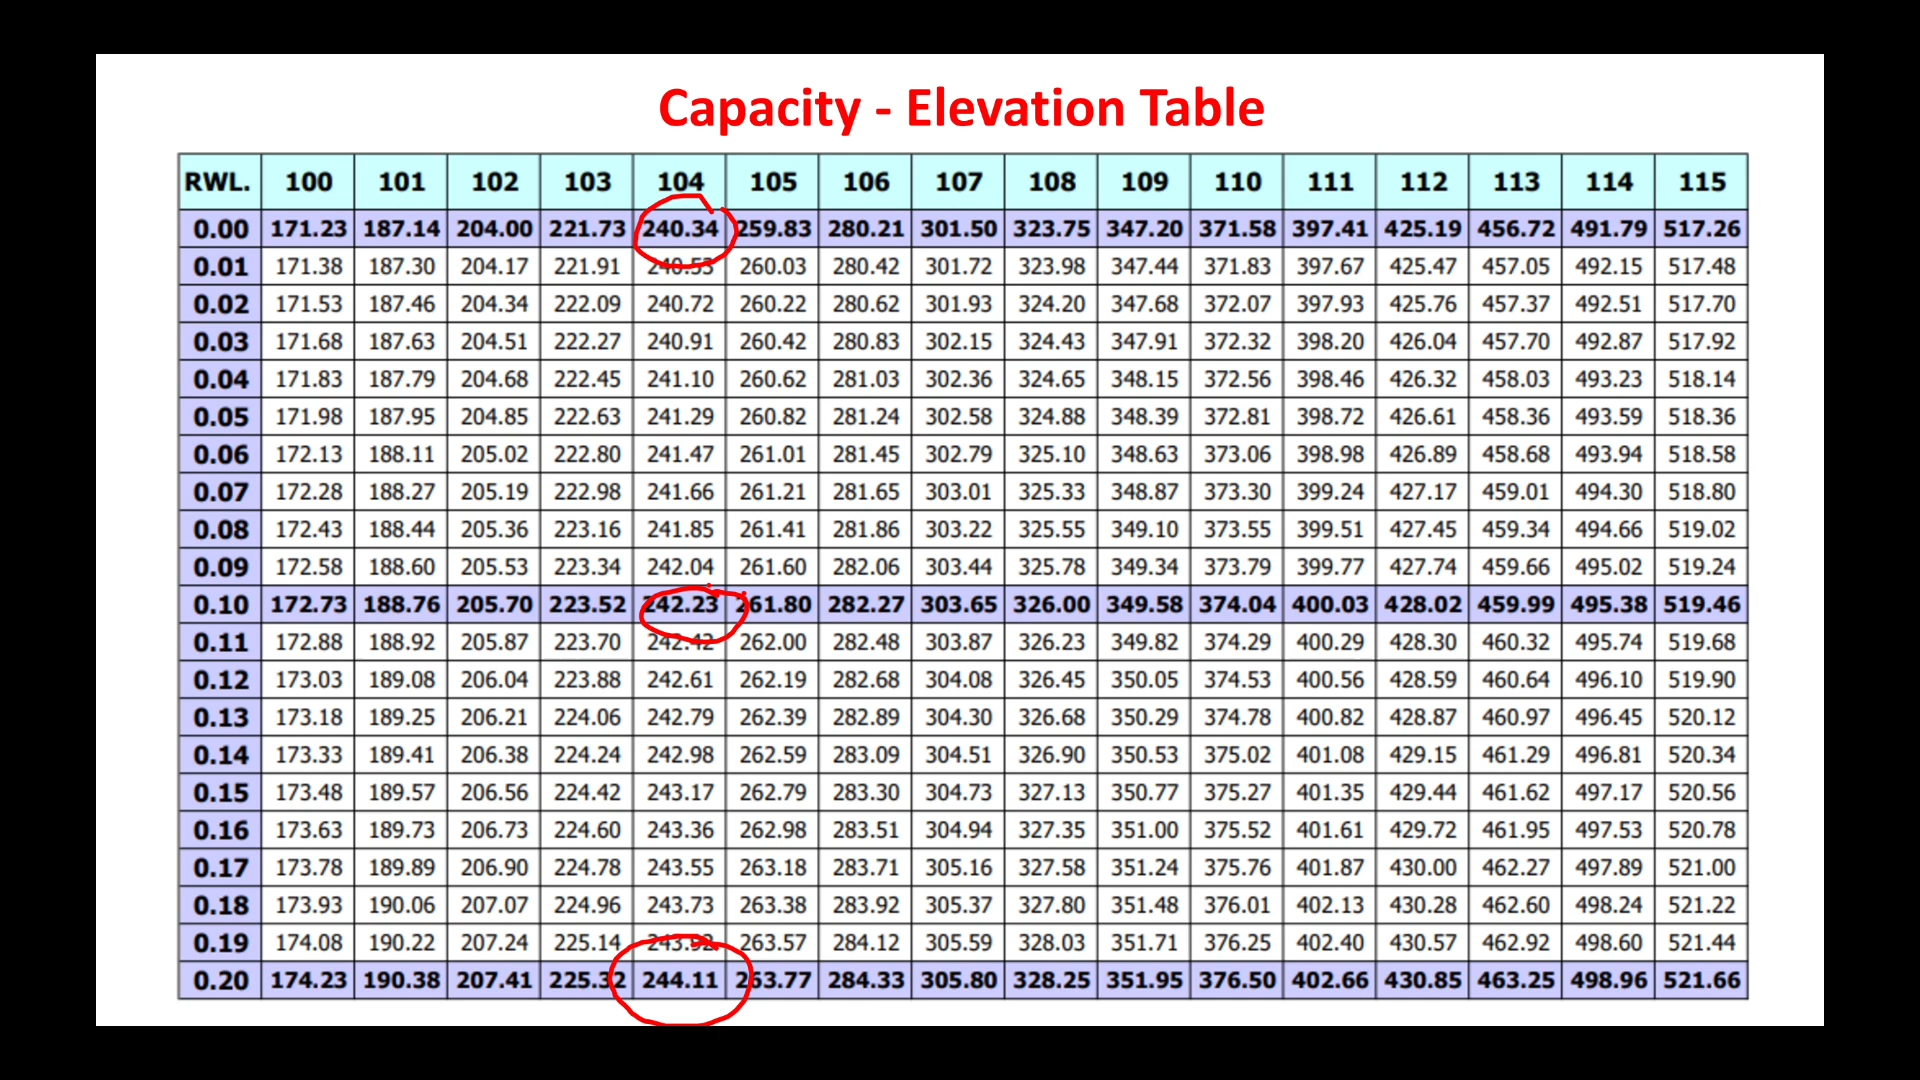 Capacity - Elevation Table
RWL. 100 101 102 103 104 105 106 107 108 109 110 111 112 113 114 115
0.00 171.23 187.14 204.00 221.73 240.34 259.83 280.21 301.50 323.75 347.20 371.58 397.41 425.19 456.72 491.79 517.26
0.01 171.38 187.30 204.17 221.91 240.53 260.03 280.42 301.72 323.98 347.44 371.83 397.67 425.47 457.05 492.15 517.48
0.02 171.53 187.46 204.34 222.09 240.72 260.22 280.62 301.93 324.20 347.68 372.07 397.93 425.76 457.37 492.51 517.70
0.03 171.68 187.63 204.51 222.27 240.91 260.42 280.83 302.15 324.43 347.91 372.32 398.20 426.04 457.70 492.87 517.92
0.04 171.83 187.79 204.68 222.45 241.10 260.62 281.03 302.36 324.65 348.15 372.56 398.46 426.32 458.03 493.23 518.14
0.05 171.98 187.95 204.85 222.63 241.29 260.82 281.24 302.58 324.88 348.39 372.81 398.72 426.61 458.36 493.59 518.36
0.06 172.13 188.11 205.02 222.80 241.47 261.01 281.45 302.79 325.10 348.63 373.06 398.98 426.89 458.68 493.94 518.58
0.07 172.28 188.27 205.19 222.98 241.66 261.21 281.65 303.01 325.33 348.87 373.30 399.24 427.17 459.01 494.30 518.80
0.08 172.43 188.44 205.36 223.16 241.85 261.41 281.86 303.22 325.55 349.10 373.55 399.51 427.45 459.34 494.66 519.02
0.09 172.58 188.60 205.53 223.34 242.04 261.60 282.06 303.44 325.78 349.34 373.79 399.77 427.74 459.66 495.02 519.24
0.10 172.73 188.76 205.70 223.52 242.23 261.80 282.27 303.65 326.00 349.58 374.04 400.03 428.02 459.99 495.38 519.46
0.11 172.88 188.92 205.87 223.70 242.42 262.00 282.48 303.87 326.23 349.82 374.29 400.29 428.30 460.32 495.74 519.68
0.12 173.03 189.08 206.04 223.88 242.61 262.19 282.68 304.08 326.45 350.05 374.53 400.56 428.59 460.64 496.10 519.90
0.13 173.18 189.25 206.21 224.06 242.79 262.39 282.89 304.30 326.68 350.29 374.78 400.82 428.87 460.97 496.45 520.12
0.14 173.33 189.41 206.38 224.24 242.98 262.59 283.09 304.51 326.90 350.53 375.02 401.08 429.15 461.29 496.81 520.34
0.15 173.48 189.57 206.56 224.42 243.17 262.79 283.30 304.73 327.13 350.77 375.27 401.35 429.44 461.62 497.17 520.56
0.16 173.63 189.73 206.73 224.60 243.36 262.98 283.51 304.94 327.35 351.00 375.52 401.61 429.72 461.95 497.53 520.78
0.17 173.78 189.89 206.90 224.78 243.55 263.18 283.71 305.16 327.58 351.24 375.76 401.87 430.00 462.27 497.89 521.00
0.18 173.93 190.06 207.07 224.96 243.73 263.38 283.92 305.37 327.80 351.48 376.01 402.13 430.28 462.60 498.24 521.22
0.19 174.08 190.22 207.24 225.14 243.92 263.57 284.12 305.59 328.03 351.71 376.25 402.40 430.57 462.92 498.60 521.44
0.20 174.23 190.38 207.41 225.32 244.11 263.77 284.33 305.80 328.25 351.95 376.50 402.66 430.85 463.25 498.96 521.66